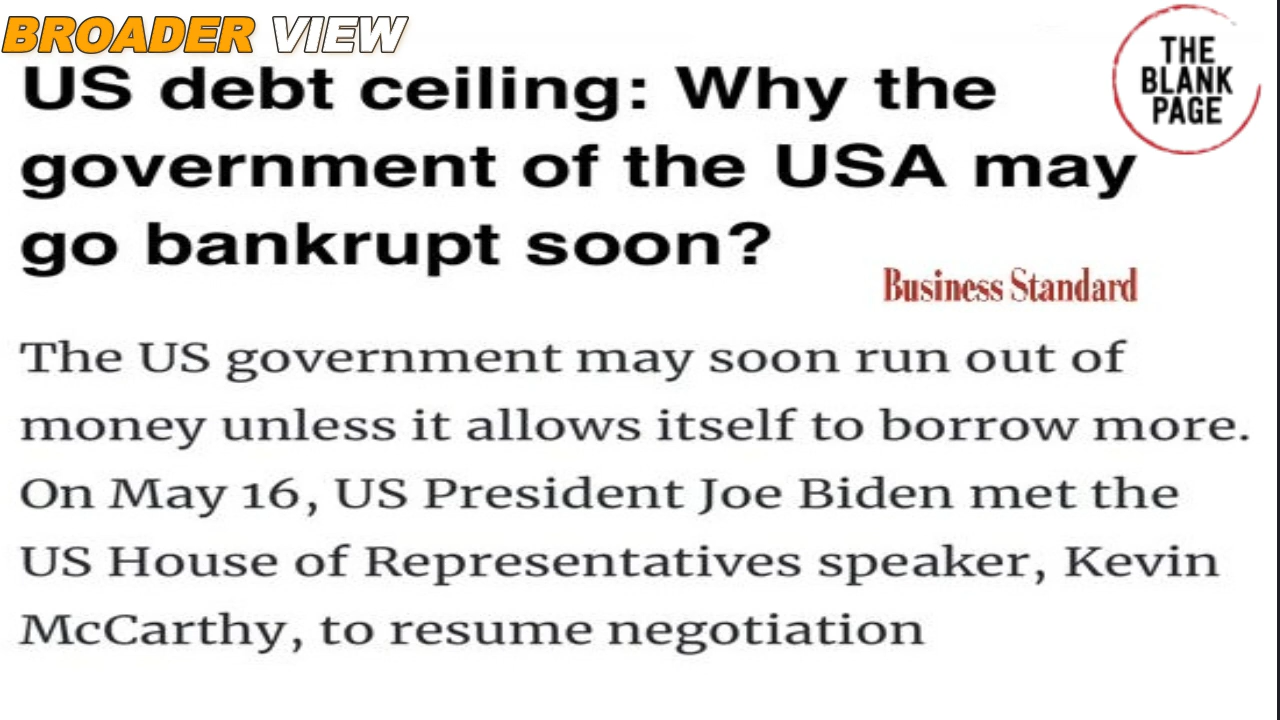 BROADER VIEW
THE
BLANK
PAGE
US debt ceiling: Why the
government of the USA may
go bankrupt soon?
Business Standard
The US government may soon run out of
money unless it allows itself to borrow more.
On May 16, US President Joe Biden met the
US House of Representatives speaker, Kevin
McCarthy, to resume negotiation